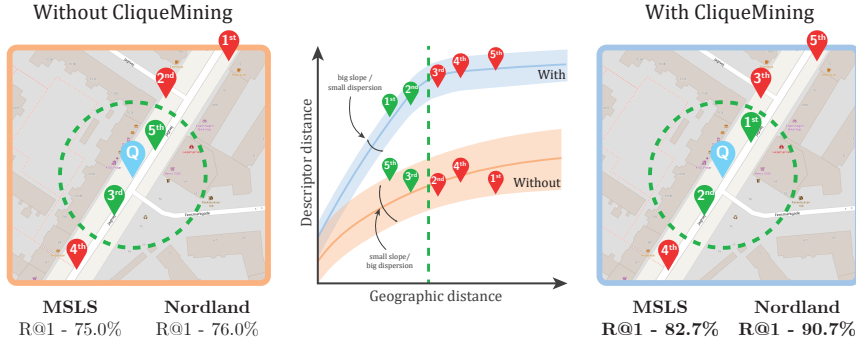 Without CliqueMining
1st
2nd
5th
Q
3rd
4th
MSLS
Nordland
R@1 - 75.0%
R@1 - 76.0%
Descriptor distance
big slope /
small dispersion
1st
2nd
3rd
4th
5th
With
5th
3rd
2nd
4th
1st
Without
small slope/
big dispersion
Geographic distance
With CliqueMining
5th
3rd
1st
Q
2nd
4th
MSLS
Nordland
R@1 - 82.7%
R@1 - 90.7%